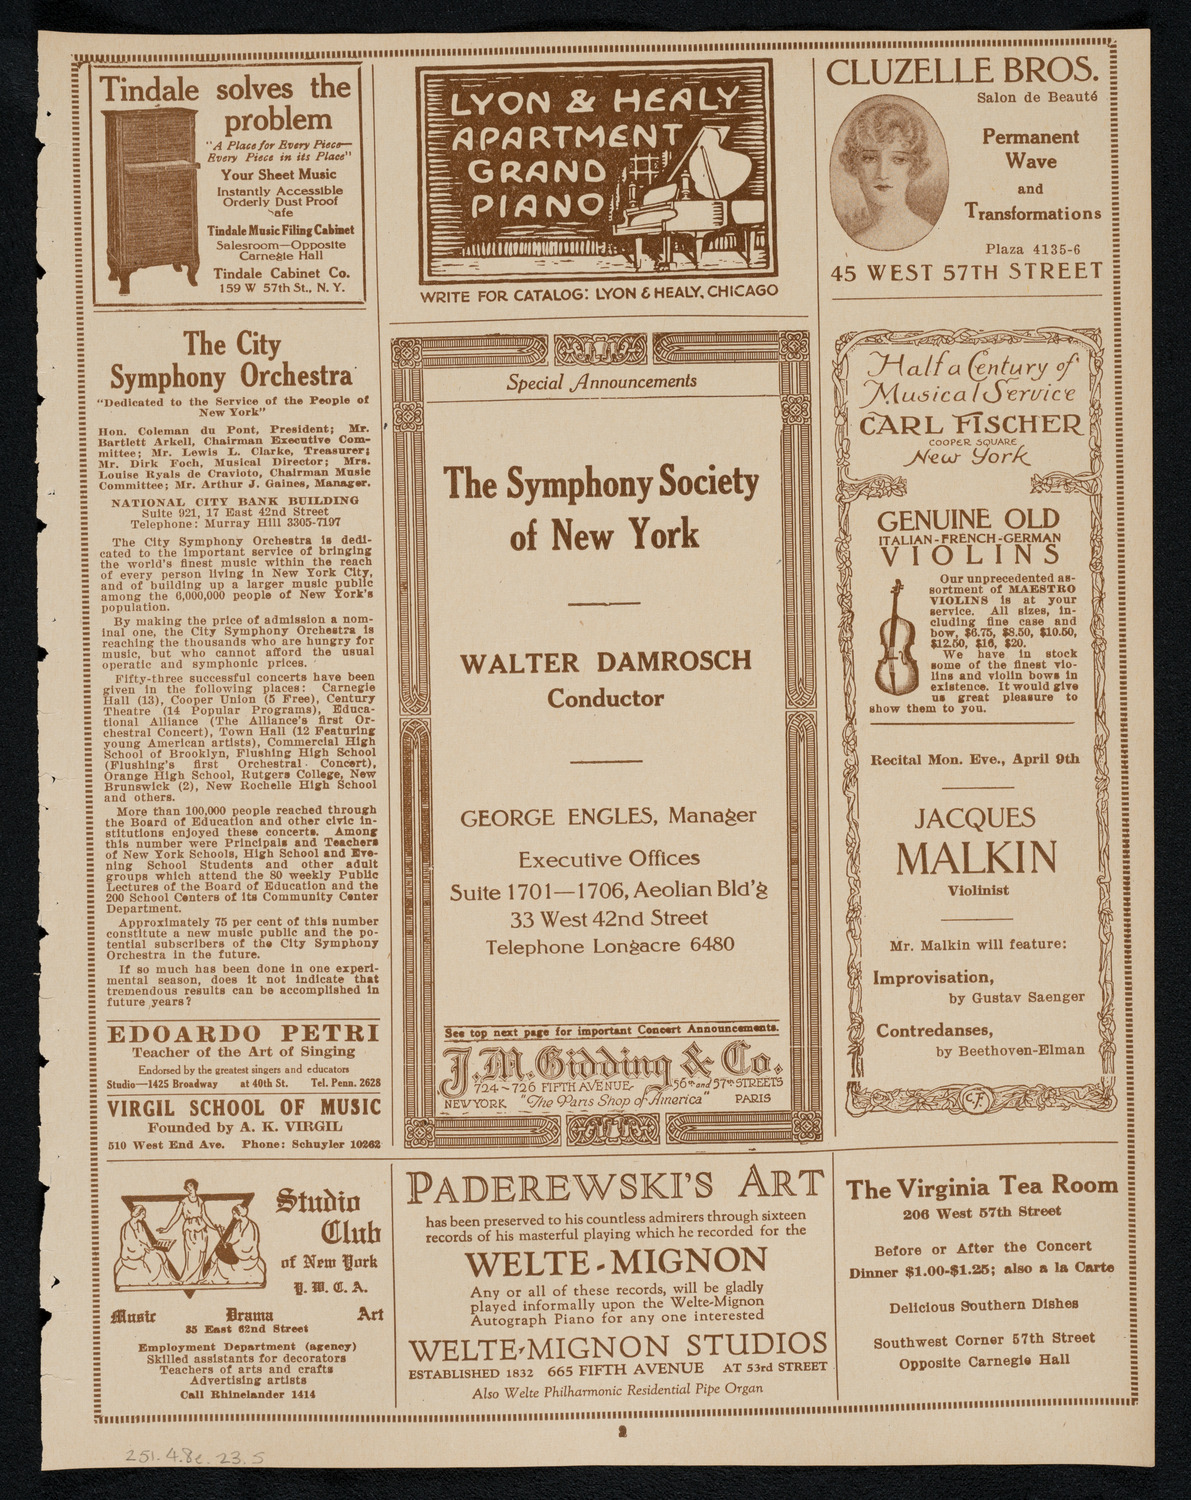 Tindale solves the
problem
"A Place for Every Piece—
Every Piece in its Place"
Your Sheet Music
Instantly Accessible
Orderly Dust Proof
afe
Tindale Music Filing Cabinet
Salesroom—Opposite
Carnegie Hall
Tindale Cabinet Co.
159 W 57th St., N. Y.
LYON & HEALY
APARTMENT
GRAND
PIANO
WRITE FOR CATALOG: LYON & HEALY, CHICAGO
CLUZELLE BROS.
Salon de Beauté
Permanent
Wave
and
Transformations
Plaza 4135-6
45 WEST 57TH STREET
The City
Symphony Orchestra
"Dedicated to the Service of the People of
New York"
Hon. Coleman du Pont, President; Mr.
Bartlett Arkell, Chairman Executive Com-
mittee; Mr. Lewis L. Clarke, Treasurer;
Mr. Dirk Foch, Musical Director; Mrs.
Louise Ryals de Cravioto, Chairman Music
Committee; Mr. Arthur J. Gaines, Manager.
NATIONAL CITY BANK BUILDING
Suite 921, 17 East 42nd Street
Telephone: Murray Hill 3305-7197
The City Symphony Orchestra is dedi-
cated to the important service of bringing
the world's finest music within the reach
of every person living in New York City,
and of building up a larger music public
among the 6,000,000 people of New York's
population.
By making the price of admission a nom-
inal one, the City Symphony Orchestra is
reaching the thousands who are hungry for
music, but who cannot afford the usual
operatic and symphonic prices.
Fifty-three successful concerts have been
given in the following places: Carnegie
Hall (13), Cooper Union (5 Free), Century
Theatre (14 Popular Programs), Educa-
tional Alliance (The Alliance's first Or-
chestral Concert), Town Hall (12 Featuring
young American artists), Commercial High
School of Brooklyn, Flushing High School
(Flushing's first Orchestral Concert),
Orange High School, Rutgers College, New
Brunswick (2), New Rochelle High School
and others.
More than 100,000 people reached through
the Board of Education and other civic in-
stitutions enjoyed these concerts. Among
this number were Principals and Teachers
of New York Schools, High School and Eve-
ning School Students and other adult
groups which attend the 80 weekly Public
Lectures of the Board of Education and the
200 School Centers of its Community Center
Department.
Approximately 75 per cent of this number
constitute a new music public and the po-
tential subscribers of the City Symphony
Orchestra in the future.
If so much has been done in one experi-
mental season, does it not indicate that
tremendous results can be accomplished in
future years?
EDOARDO PETRI
Teacher of the Art of Singing
Endorsed by the greatest singers and educators
Studio—1425 Broadway at 40th St. Tel. Penn. 2628
VIRGIL SCHOOL OF MUSIC
Founded by A. K. VIRGIL
510 West End Ave. Phone: Schuyler 10262
Special Announcements
The Symphony Society
of New York
WALTER DAMROSCH
Conductor
GEORGE ENGLES, Manager
Executive Offices
Suite 1701—1706, Aeolian Bld'g
33 West 42nd Street
Telephone Longacre 6480
See top next page for important Concert Announcements.
J. M. Gidding & Co.
724-726 FIFTH AVENUE 56th and 57th STREETS
NEW YORK "The Paris Shop of America" PARIS
Half a Century of
Musical Service
CARL FISCHER
COOPER SQUARE
New York
GENUINE OLD
ITALIAN-FRENCH-GERMAN
VIOLINS
Our unprecedented as-
sortment of MAESTRO
VIOLINS is at your
service. All sizes, in-
cluding fine case and
bow, $6.75, $8.50, $10.50,
$12.50, $16, $20.
We have in stock
some of the finest vio-
lins and violin bows in
existence. It would give
us great pleasure to
show them to you.
Recital Mon. Eve., April 9th
JACQUES
MALKIN
Violinist
Mr. Malkin will feature:
Improvisation,
by Gustav Saenger
Contredanses,
by Beethoven-Elman
C.F.
Studio
Club
of New York
Y. W. C. A.
Music Drama Art
35 East 62nd Street
Employment Department (agency)
Skilled assistants for decorators
Teachers of arts and crafts
Advertising artists
Call Rhinelander 1414
PADEREWSKI'S ART
has been preserved to his countless admirers through sixteen
records of his masterful playing which he recorded for the
WELTE-MIGNON
Any or all of these records, will be gladly
played informally upon the Welte-Mignon
Autograph Piano for any one interested
WELTE-MIGNON STUDIOS
ESTABLISHED 1832 665 FIFTH AVENUE AT 53rd STREET
Also Welte Philharmonic Residential Pipe Organ
The Virginia Tea Room
206 West 57th Street
Before or After the Concert
Dinner $1.00-$1.25; also a la Carte
Delicious Southern Dishes
Southwest Corner 57th Street
Opposite Carnegie Hall
2
251.4.8e.23.5